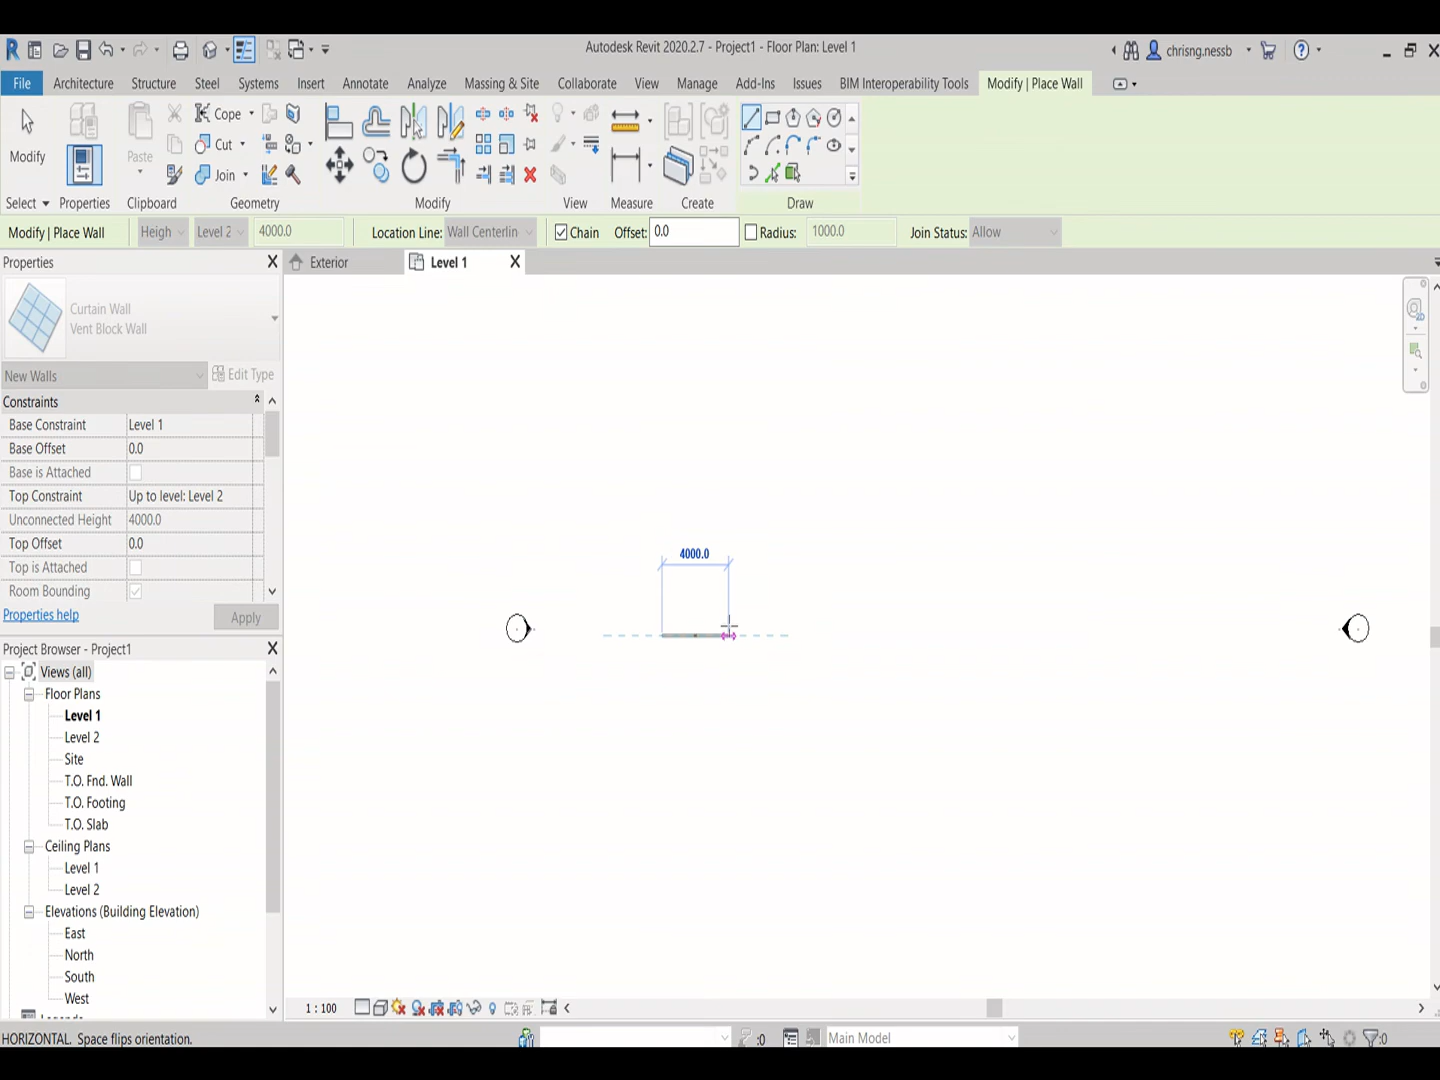 Autodesk Revit 2020.2.7 - Project1 - Floor Plan: Level 1
chrisng.nessb
File Architecture Structure Steel Systems Insert Annotate Analyze Massing & Site Collaborate View Manage Add-Ins Issues BIM Interoperability Tools Modify | Place Wall
Modify
Paste
Cope
Cut
Join
Select Properties Clipboard Geometry Modify View Measure Create Draw
Modify | Place Wall Heigh Level 2 4000.0 Location Line: Wall Centerlin Chain Offset: 0.0 Radius: 1000.0 Join Status: Allow
Properties
Exterior
Level 1
Curtain Wall
Vent Block Wall
New Walls
Edit Type
Constraints
Base Constraint Level 1
Base Offset 0.0
Base is Attached
Top Constraint Up to level: Level 2
Unconnected Height 4000.0
Top Offset 0.0
Top is Attached
Room Bounding
Properties help
Apply
4000.0
Project Browser - Project1
Views (all)
Floor Plans
Level 1
Level 2
Site
T.O. Fnd. Wall
T.O. Footing
T.O. Slab
Ceiling Plans
Level 1
Level 2
Elevations (Building Elevation)
East
North
South
West
1 : 100
HORIZONTAL. Space flips orientation.
:0
Main Model
:0